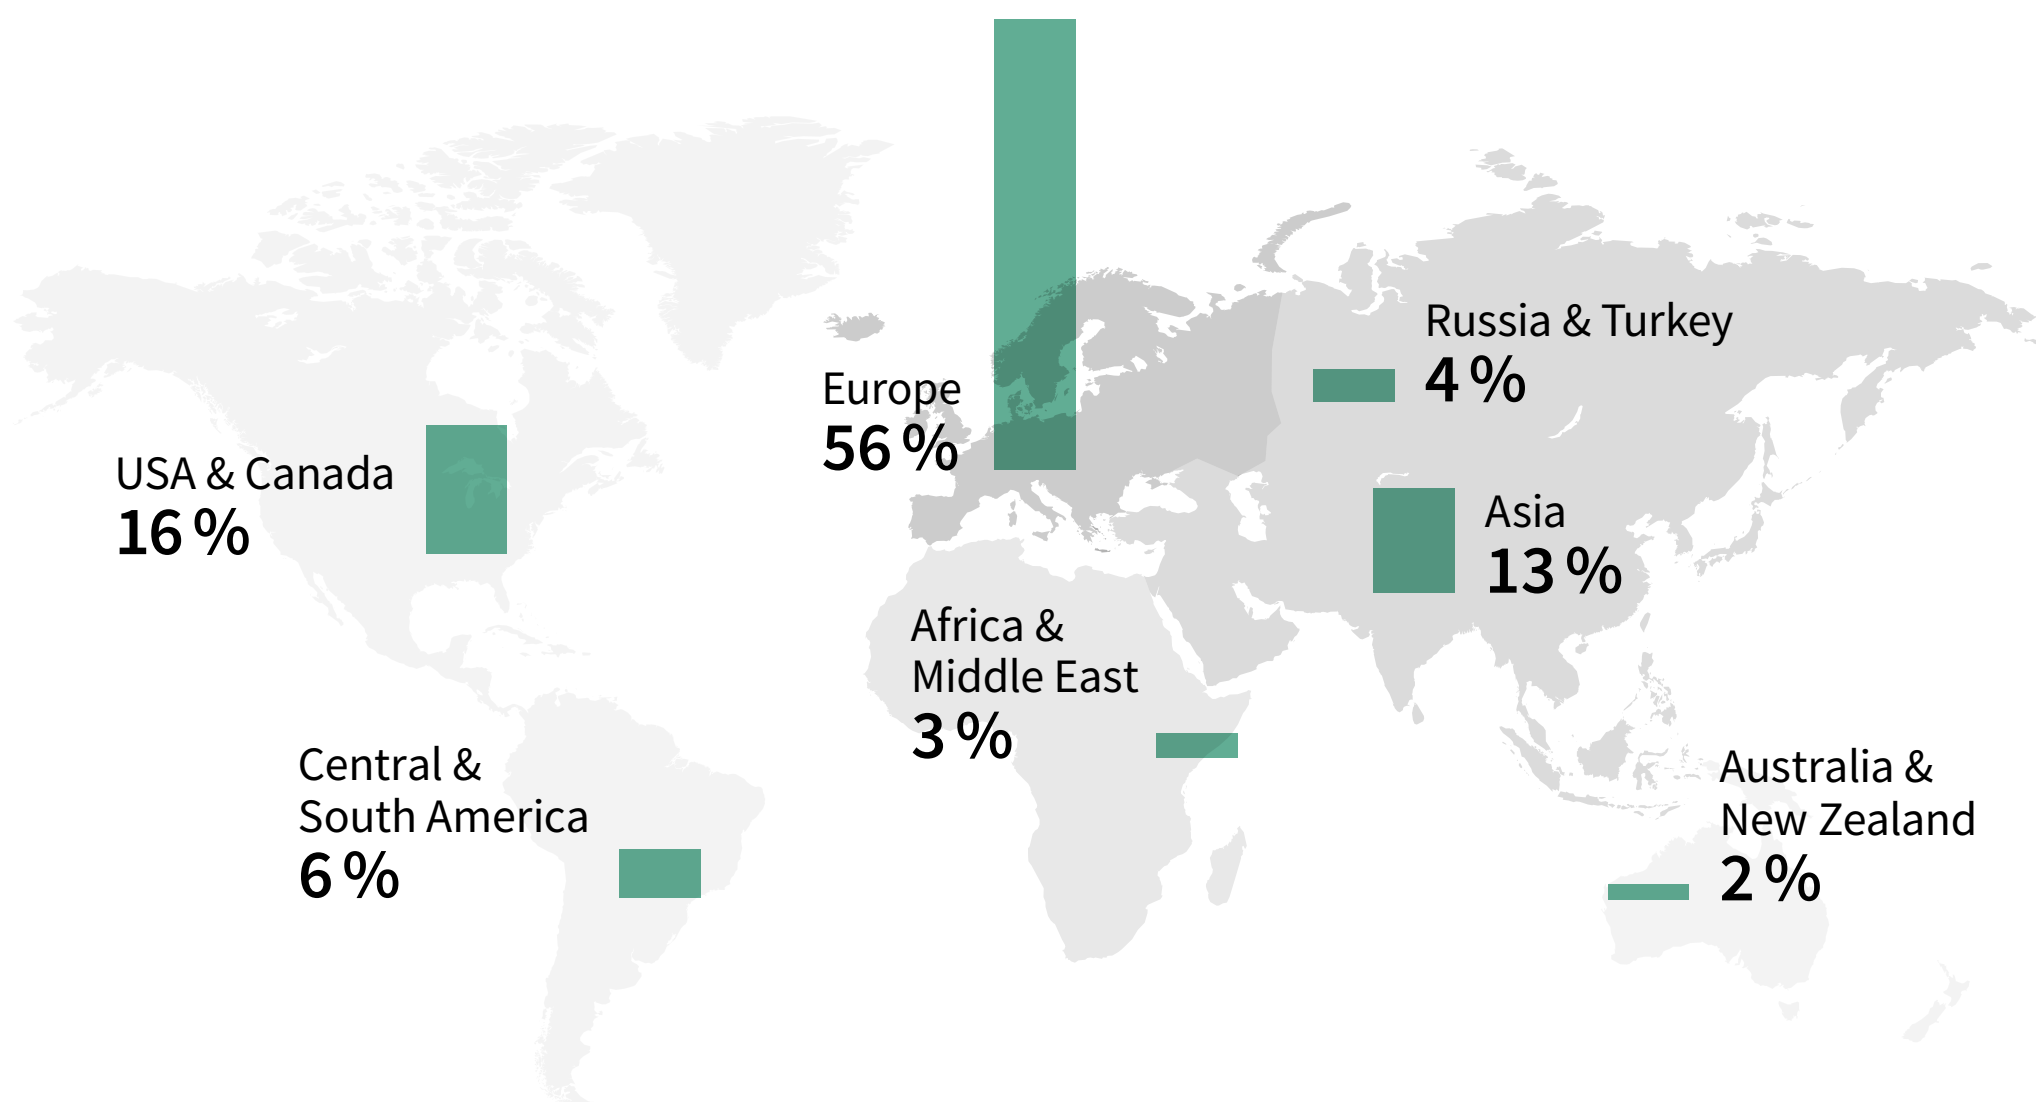 Russia & Turkey
4 %
Europe
56 %
USA & Canada
16 %
Asia
13 %
Africa &
Middle East
3 %
Central &
South America
6 %
Australia &
New Zealand
2 %